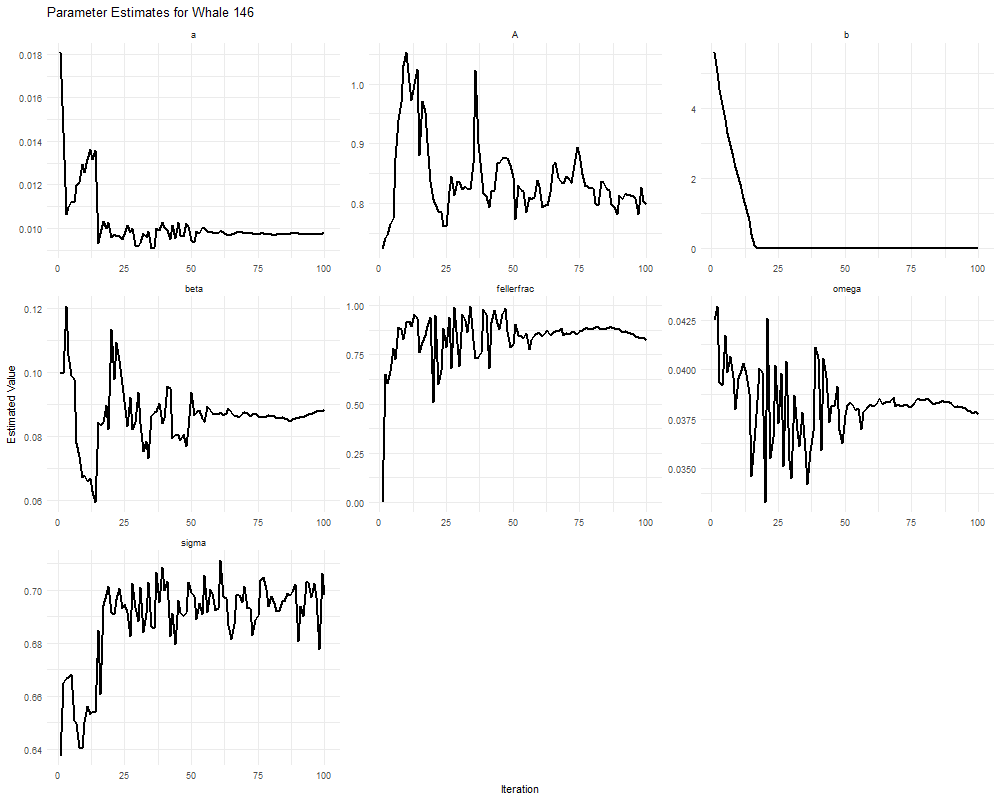 Parameter Estimates for Whale 146
a
A
b
0.018
0.016
0.014
0.012
0.010
1.0
0.9
0.8
4
2
0
0 25 50 75 100
0 25 50 75 100
0 25 50 75 100
beta
fellerfrac
omega
0.12
0.10
0.08
0.06
1.00
0.75
0.50
0.25
0.00
0.0425
0.0400
0.0375
0.0350
0 25 50 75 100
0 25 50 75 100
0 25 50 75 100
sigma
0.70
0.68
0.66
0.64
0 25 50 75 100
Estimated Value
Iteration